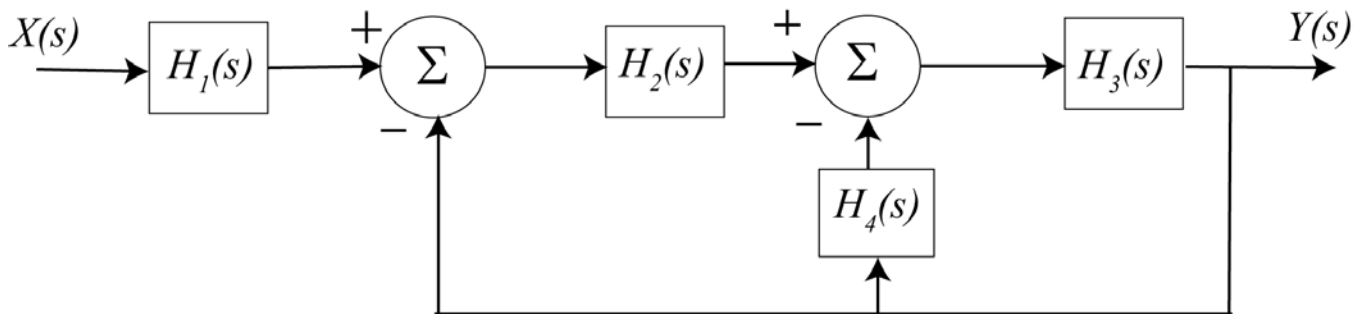 X(s)
H₁(s)
+
Σ
−
H₂(s)
+
Σ
−
H₃(s)
Y(s)
H₄(s)